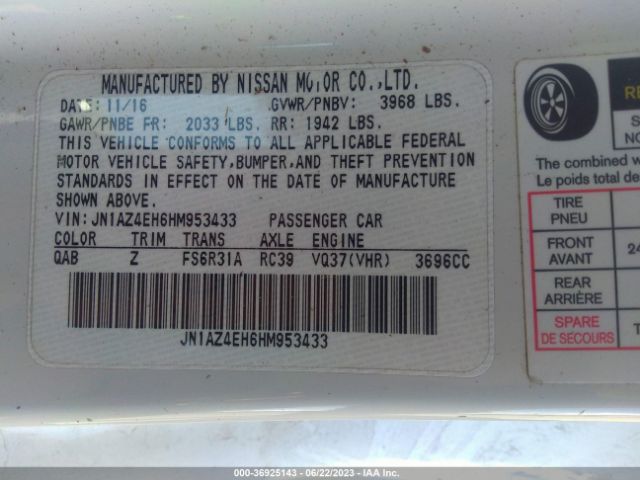 MANUFACTURED BY NISSAN MOTOR CO.,LTD.
DATE: 11/16 GVWR/PNBV: 3968 LBS.
GAWR/PNBE FR: 2033 LBS. RR: 1942 LBS.
THIS VEHICLE CONFORMS TO ALL APPLICABLE FEDERAL
MOTOR VEHICLE SAFETY,BUMPER,AND THEFT PREVENTION
STANDARDS IN EFFECT ON THE DATE OF MANUFACTURE
SHOWN ABOVE.
VIN: JN1AZ4EH6HM953433 PASSENGER CAR
COLOR TRIM TRANS AXLE ENGINE
QAB Z FS6R31A RC39 VQ37(VHR) 3696CC
JN1AZ4EH6HM953433
The combined
Le poids total
TIRE
PNEU
FRONT
AVANT
REAR
ARRIÈRE
SPARE
DE SECOURS
000-36925143 - 06/22/2023 - IAA Inc.